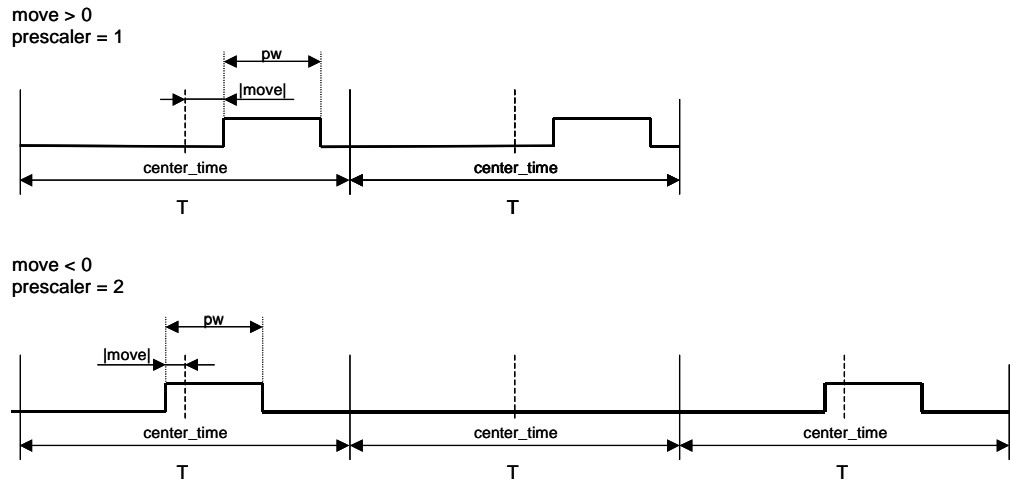 move > 0
prescaler = 1
pw
|move|
center_time center_time
T T
move < 0
prescaler = 2
pw
|move|
center_time center_time center_time
T T T